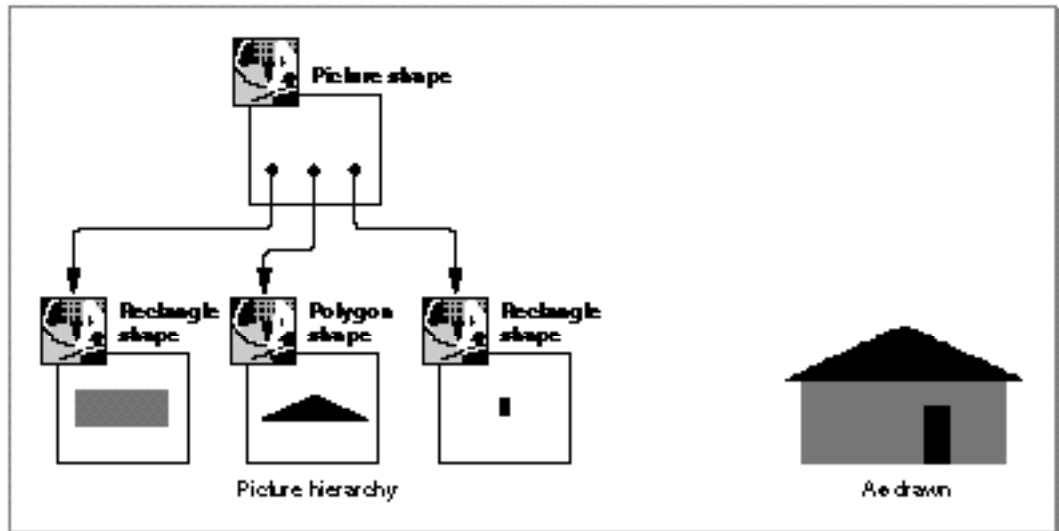 Picture shape
Rectangle
shape
Polygon
shape
Rectangle
shape
Picture hierarchy
As drawn